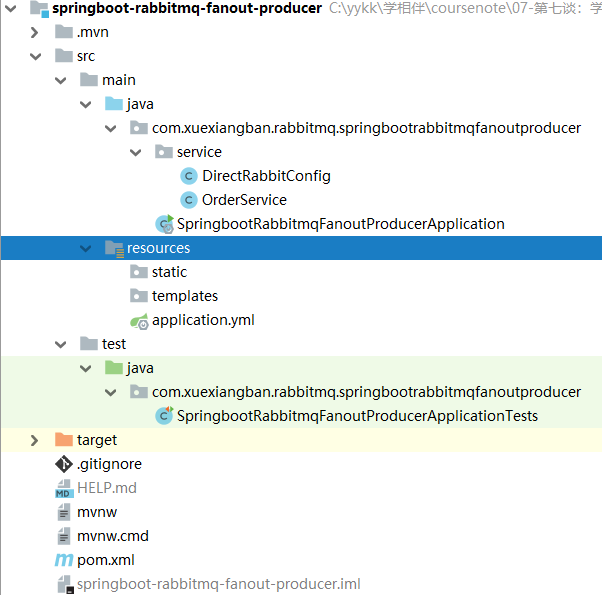 springboot-rabbitmq-fanout-producer C:\yykk\学相伴\coursenote\07-第七谈：学
.mvn
src
main
java
com.xuexiangban.rabbitmq.springbootrabbitmqfanoutproducer
service
DirectRabbitConfig
OrderService
SpringbootRabbitmqFanoutProducerApplication
resources
static
templates
application.yml
test
java
com.xuexiangban.rabbitmq.springbootrabbitmqfanoutproducer
SpringbootRabbitmqFanoutProducerApplicationTests
target
.gitignore
HELP.md
mvnw
mvnw.cmd
pom.xml
springboot-rabbitmq-fanout-producer.iml